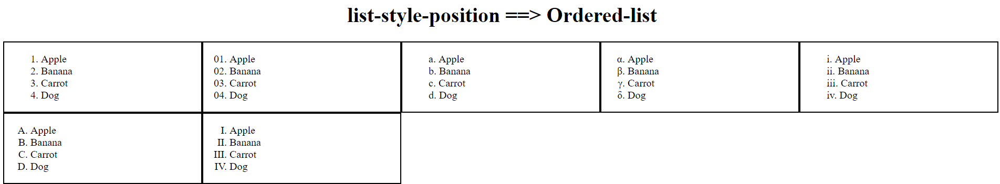 list-style-position ==> Ordered-list
1. Apple
2. Banana
3. Carrot
4. Dog
01. Apple
02. Banana
03. Carrot
04. Dog
a. Apple
b. Banana
c. Carrot
d. Dog
α. Apple
β. Banana
γ. Carrot
δ. Dog
i. Apple
ii. Banana
iii. Carrot
iv. Dog
A. Apple
B. Banana
C. Carrot
D. Dog
I. Apple
II. Banana
III. Carrot
IV. Dog